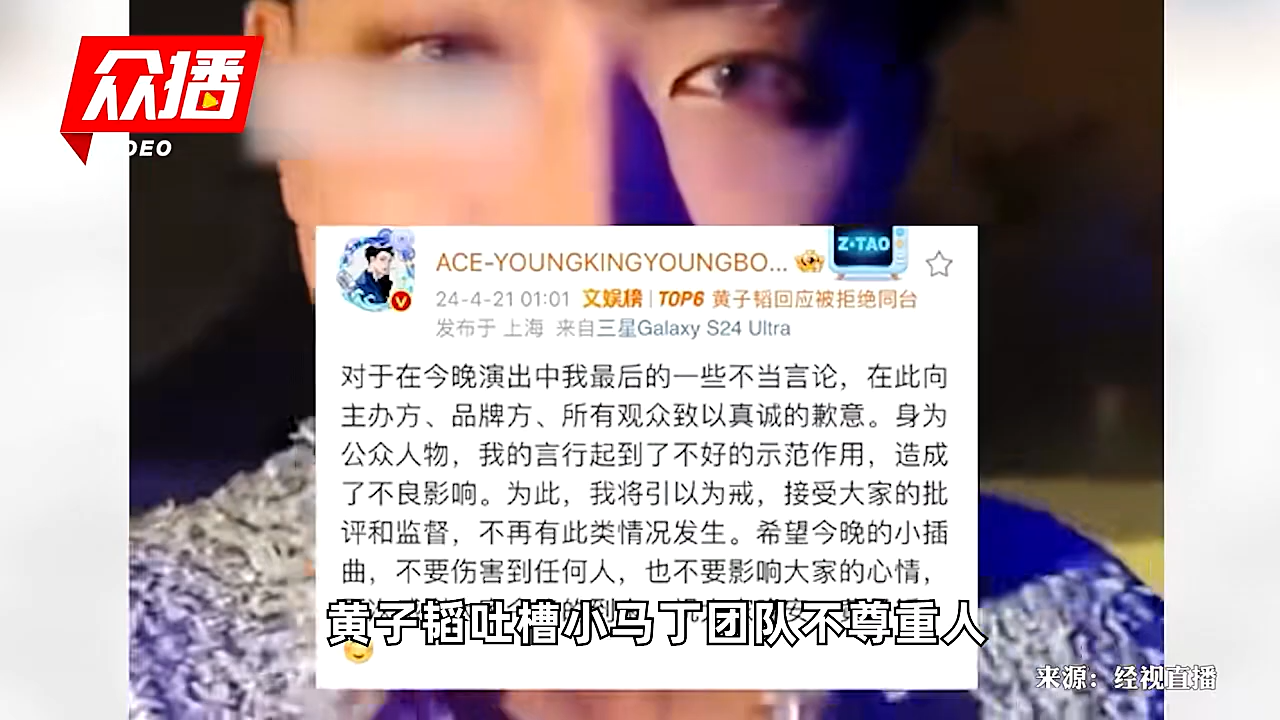 众播
DEO
Z·TAO
ACE-YOUNGKINGYOUNGBO...
24-4-21 01:01 文娱榜 | TOP6 黄子韬回应被拒绝同台
发布于 上海 来自三星Galaxy S24 Ultra
对于在今晚演出中我最后的一些不当言论，在此向
主办方、品牌方、所有观众致以真诚的歉意。身为
公众人物，我的言行起到了不好的示范作用，造成
了不良影响。为此，我将引以为戒，接受大家的批
评和监督，不再有此类情况发生。希望今晚的小插
曲，不要伤害到任何人，也不要影响大家的心情，
黄子韬吐槽小马丁团队不尊重人
来源：经视直播